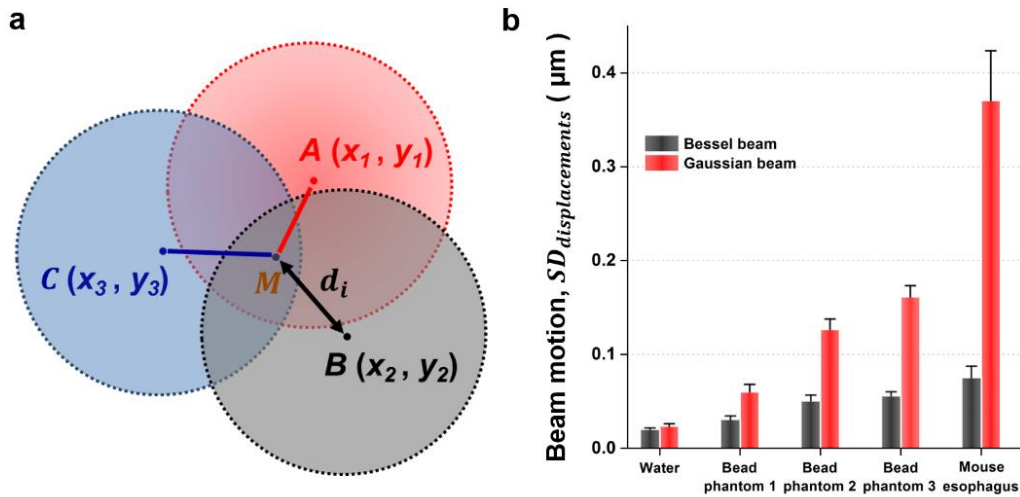 a
A (x₁ , y₁)
C (x₃ , y₃)
M
dᵢ
B (x₂ , y₂)
b
Beam motion, SD_displacements ( μm )
0.4
0.3
0.2
0.1
0.0
Bessel beam
Gaussian beam
Water
Bead
phantom 1
Bead
phantom 2
Bead
phantom 3
Mouse
esophagus